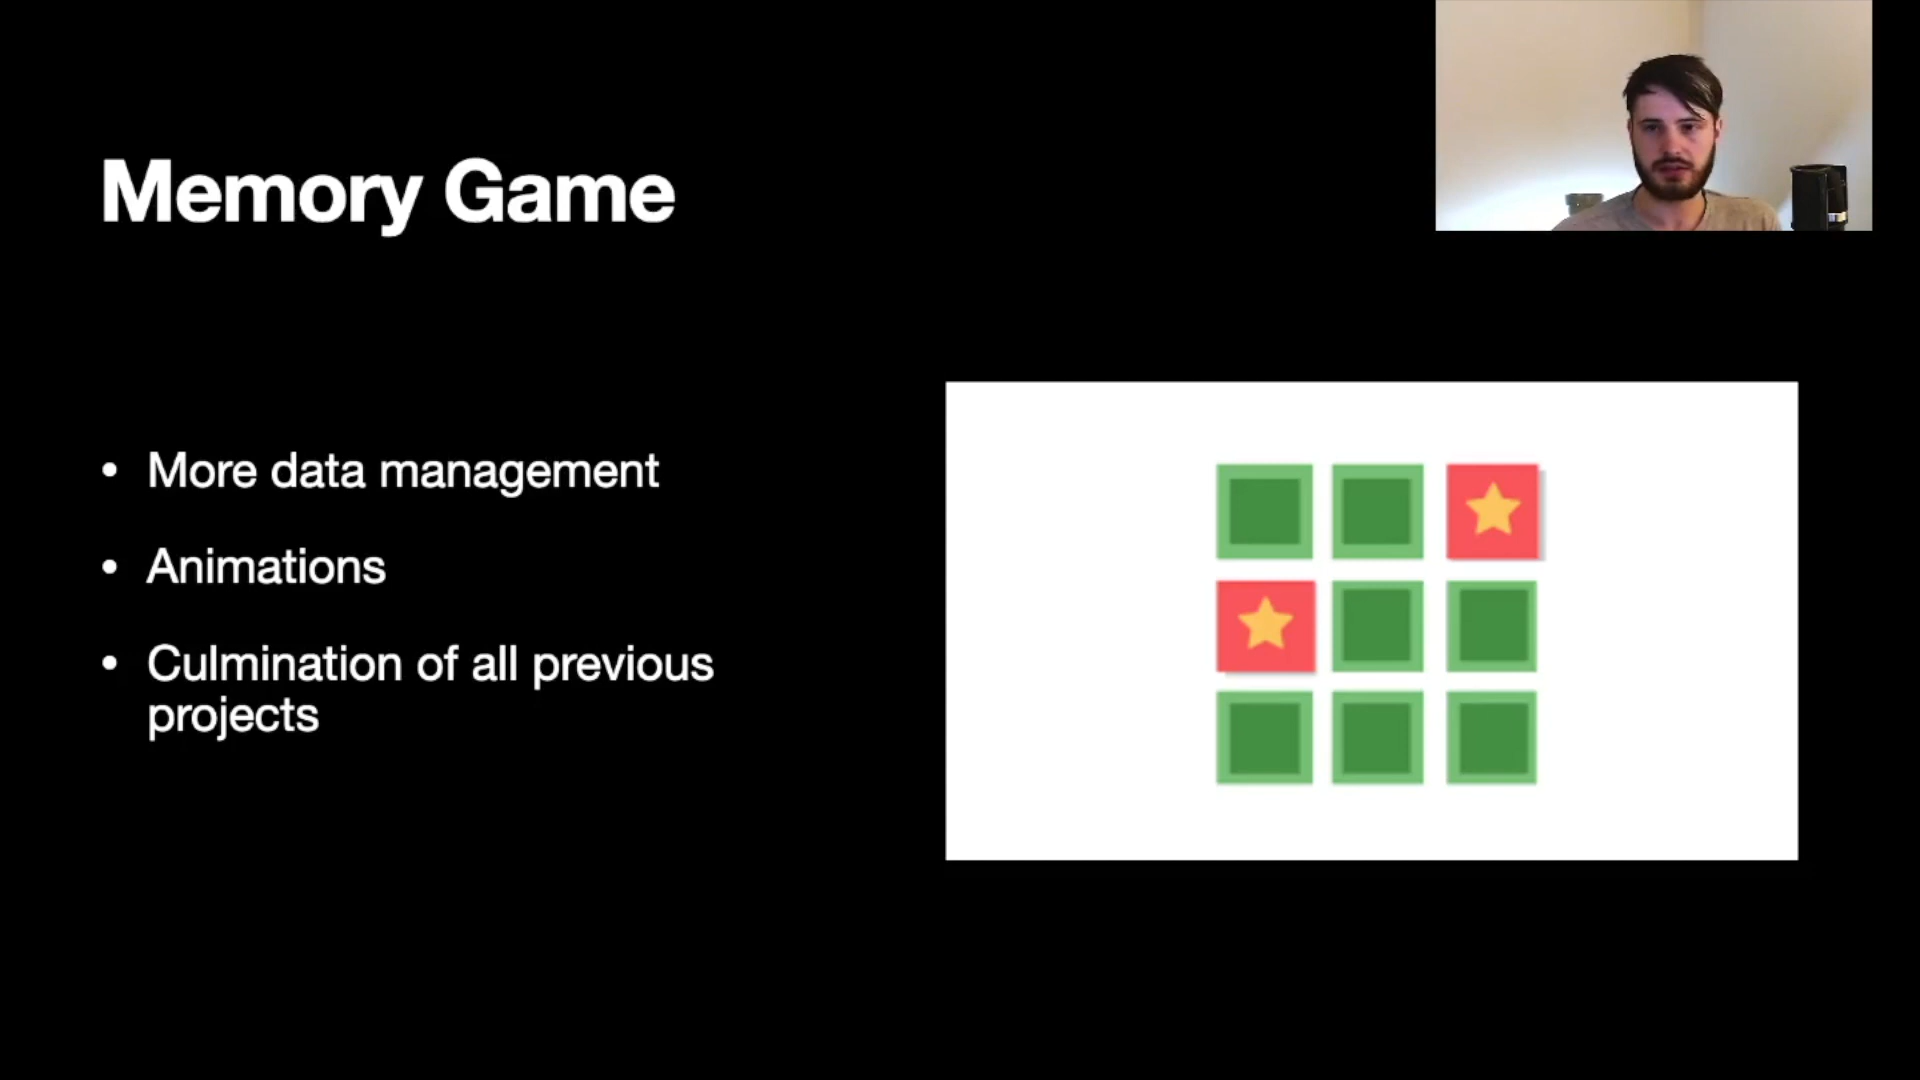 Memory Game
• More data management
• Animations
• Culmination of all previous
projects